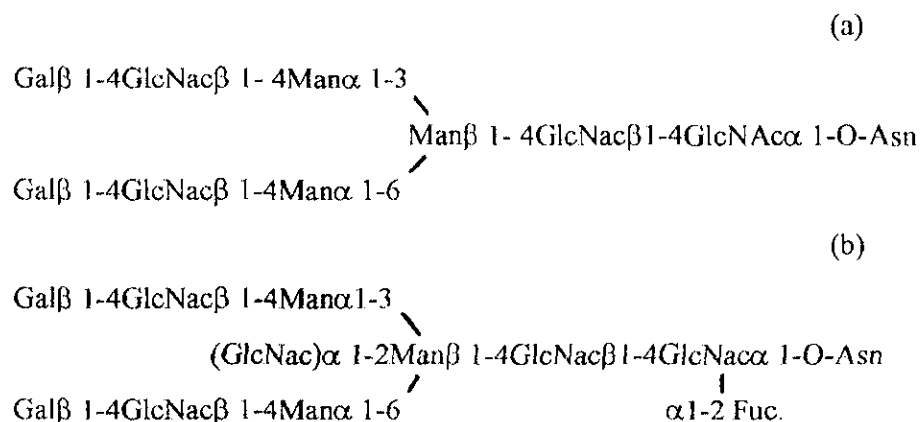 (a)
Galβ 1-4GlcNacβ 1- 4Manα 1-3
Manβ 1- 4GlcNacβ1-4GlcNAcα 1-O-Asn
Galβ 1-4GlcNacβ 1-4Manα 1-6
(b)
Galβ 1-4GlcNacβ 1-4Manα1-3
(GlcNac)α 1-2Manβ 1-4GlcNacβ1-4GlcNacα 1-O-Asn
Galβ 1-4GlcNacβ 1-4Manα 1-6
α1-2 Fuc.